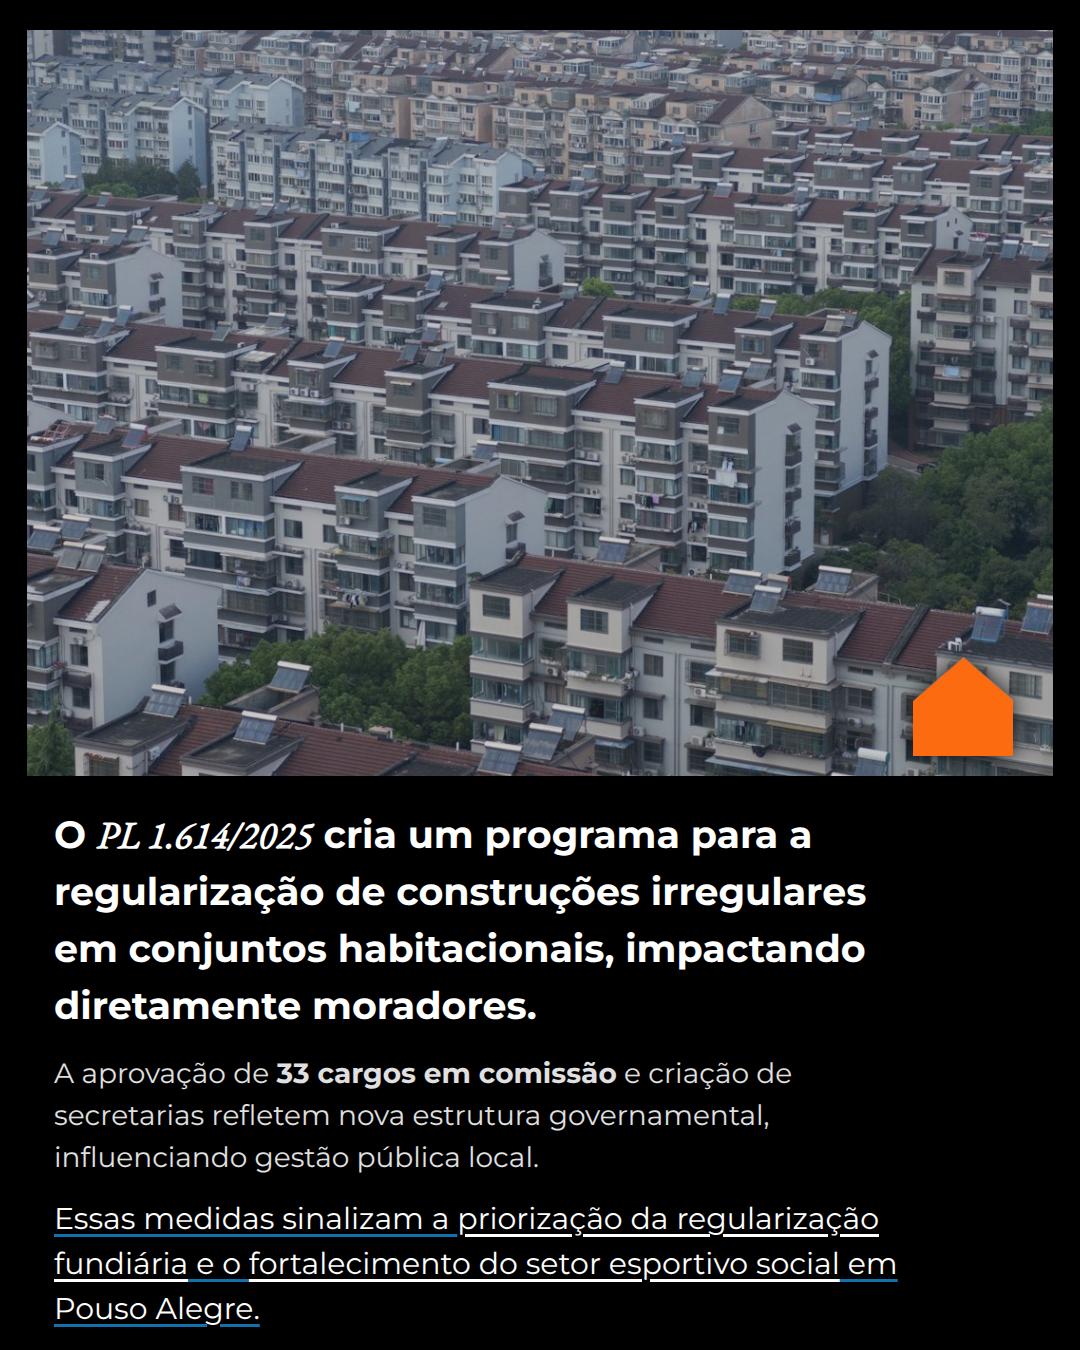 O PL 1.614/2025 cria um programa para a
regularização de construções irregulares
em conjuntos habitacionais, impactando
diretamente moradores.
A aprovação de 33 cargos em comissão e criação de
secretarias refletem nova estrutura governamental,
influenciando gestão pública local.
Essas medidas sinalizam a priorização da regularização
fundiária e o fortalecimento do setor esportivo social em
Pouso Alegre.